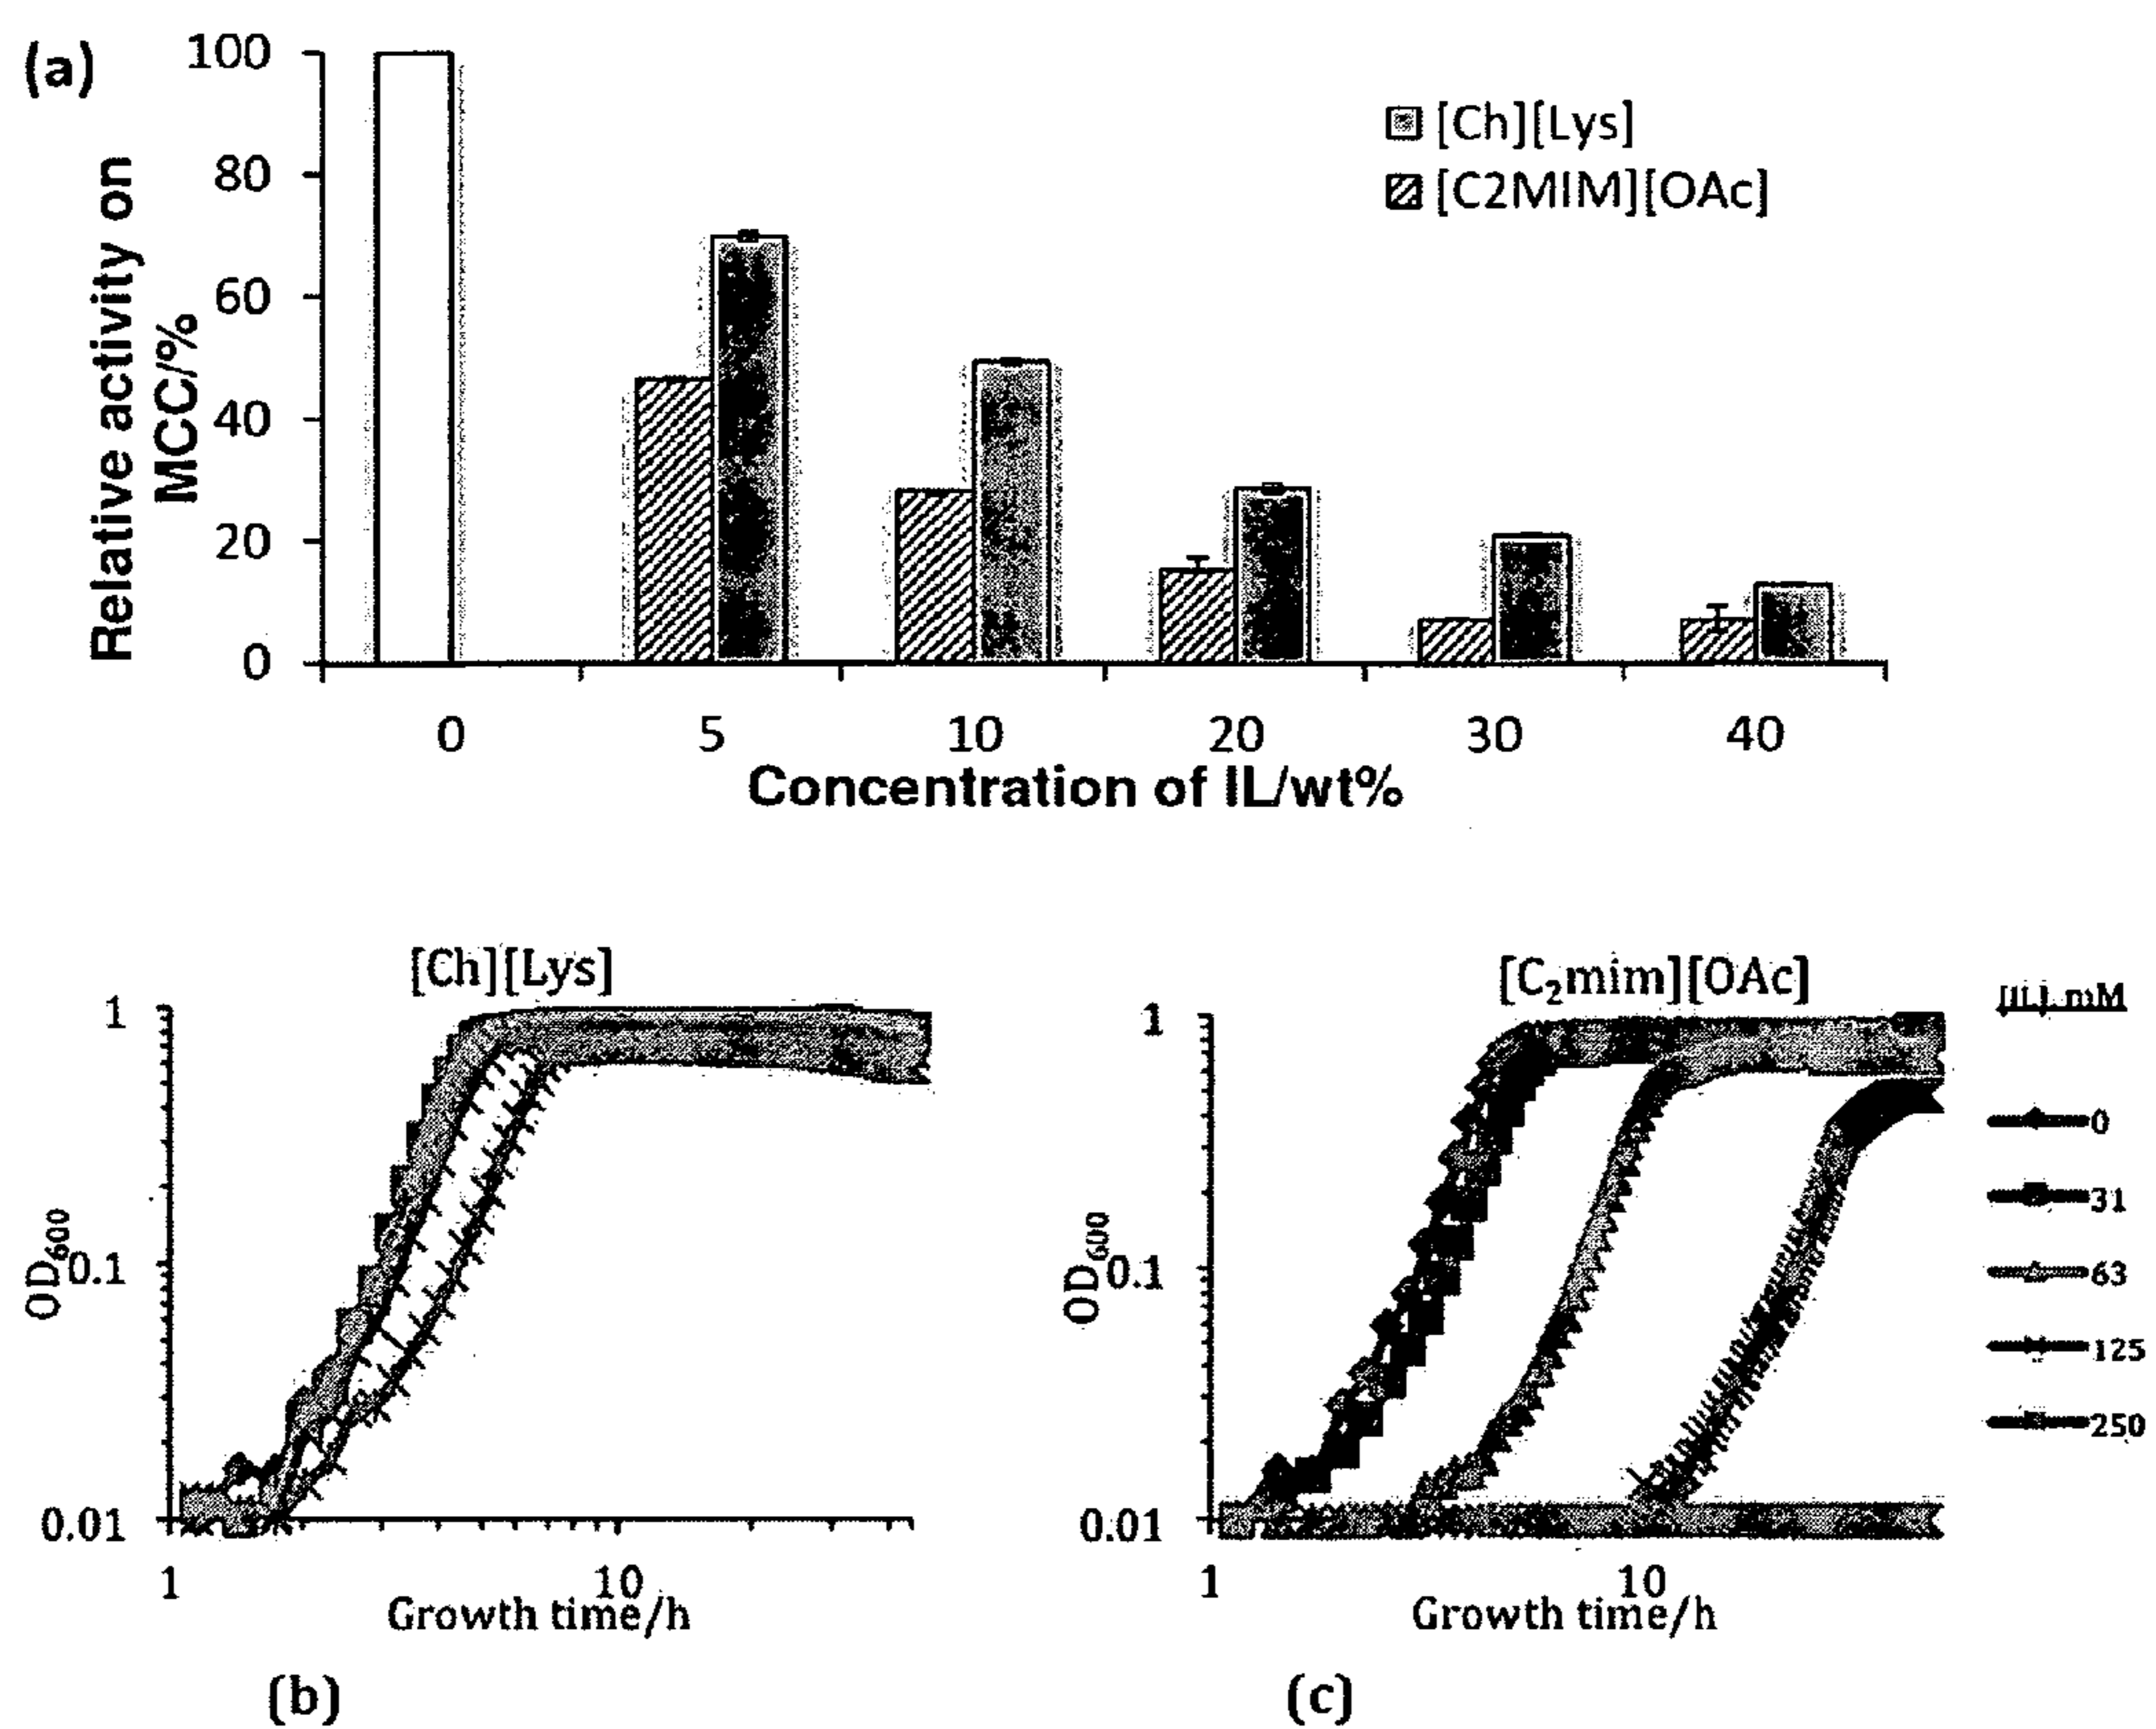 (a)
100
80
60
40
20
0
Relative activity on
MCC/%
[Ch][Lys]
[C2MIM][OAc]
0 5 10 20 30 40
Concentration of IL/wt%
[Ch][Lys]
1
0.1
0.01
OD600
1 10
Growth time/h
(b)
[C2mim][OAc]
1
0.1
0.01
OD600
1 10
Growth time/h
(c)
[IL] mM
0
31
63
125
250